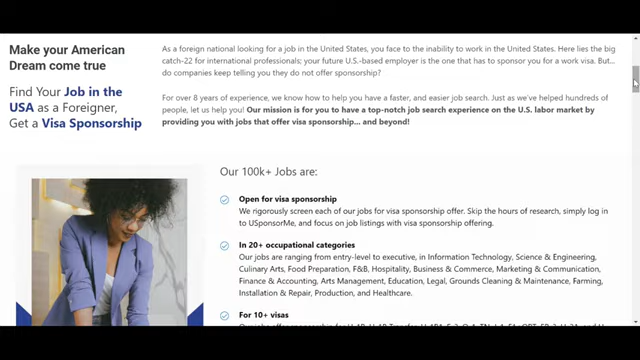 Make your American
Dream come true
Find Your Job in the
USA as a Foreigner,
Get a Visa Sponsorship
As a foreign national looking for a job in the United States, you face to the inability to work in the United States. Here lies the big
catch-22 for international professionals; your future U.S-based employer is the one that has to sponsor you for a work visa. But...
do companies keep telling you they do not offer sponsorship?
For over 8 years of experience, we know how to help you have a faster, and easier job search. Just as we've helped hundreds of
people, let us help you! Our mission is for you to have a top-notch job search experience on the U.S. labor market by
providing you with jobs that offer visa sponsorship... and beyond!
Our 100k+ Jobs are:
Open for visa sponsorship
We rigorously screen each of our jobs for visa sponsorship offer. Skip the hours of research, simply log in
to USponsorMe, and focus on job listings with visa sponsorship offering.
In 20+ occupational categories
Our jobs are ranging from entry-level to executive, in Information Technology, Science & Engineering,
Culinary Arts, Food Preparation, F&B, Hospitality, Business & Commerce, Marketing & Communication,
Finance & Accounting, Arts Management, Education, Legal, Grounds Cleaning & Maintenance, Farming,
Installation & Repair, Production, and Healthcare.
For 10+ visas